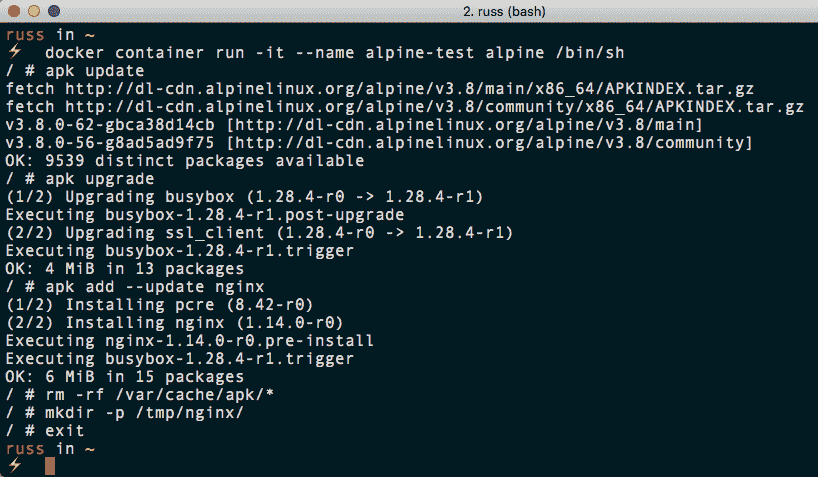 2. russ (bash)
russ in ~
⚡ docker container run -it --name alpine-test alpine /bin/sh
/ # apk update
fetch http://dl-cdn.alpinelinux.org/alpine/v3.8/main/x86_64/APKINDEX.tar.gz
fetch http://dl-cdn.alpinelinux.org/alpine/v3.8/community/x86_64/APKINDEX.tar.gz
v3.8.0-62-gbca38d14cb [http://dl-cdn.alpinelinux.org/alpine/v3.8/main]
v3.8.0-56-g8ad5ad9f75 [http://dl-cdn.alpinelinux.org/alpine/v3.8/community]
OK: 9539 distinct packages available
/ # apk upgrade
(1/2) Upgrading busybox (1.28.4-r0 -> 1.28.4-r1)
Executing busybox-1.28.4-r1.post-upgrade
(2/2) Upgrading ssl_client (1.28.4-r0 -> 1.28.4-r1)
Executing busybox-1.28.4-r1.trigger
OK: 4 MiB in 13 packages
/ # apk add --update nginx
(1/2) Installing pcre (8.42-r0)
(2/2) Installing nginx (1.14.0-r0)
Executing nginx-1.14.0-r0.pre-install
Executing busybox-1.28.4-r1.trigger
OK: 6 MiB in 15 packages
/ # rm -rf /var/cache/apk/*
/ # mkdir -p /tmp/nginx/
/ # exit
russ in ~
⚡